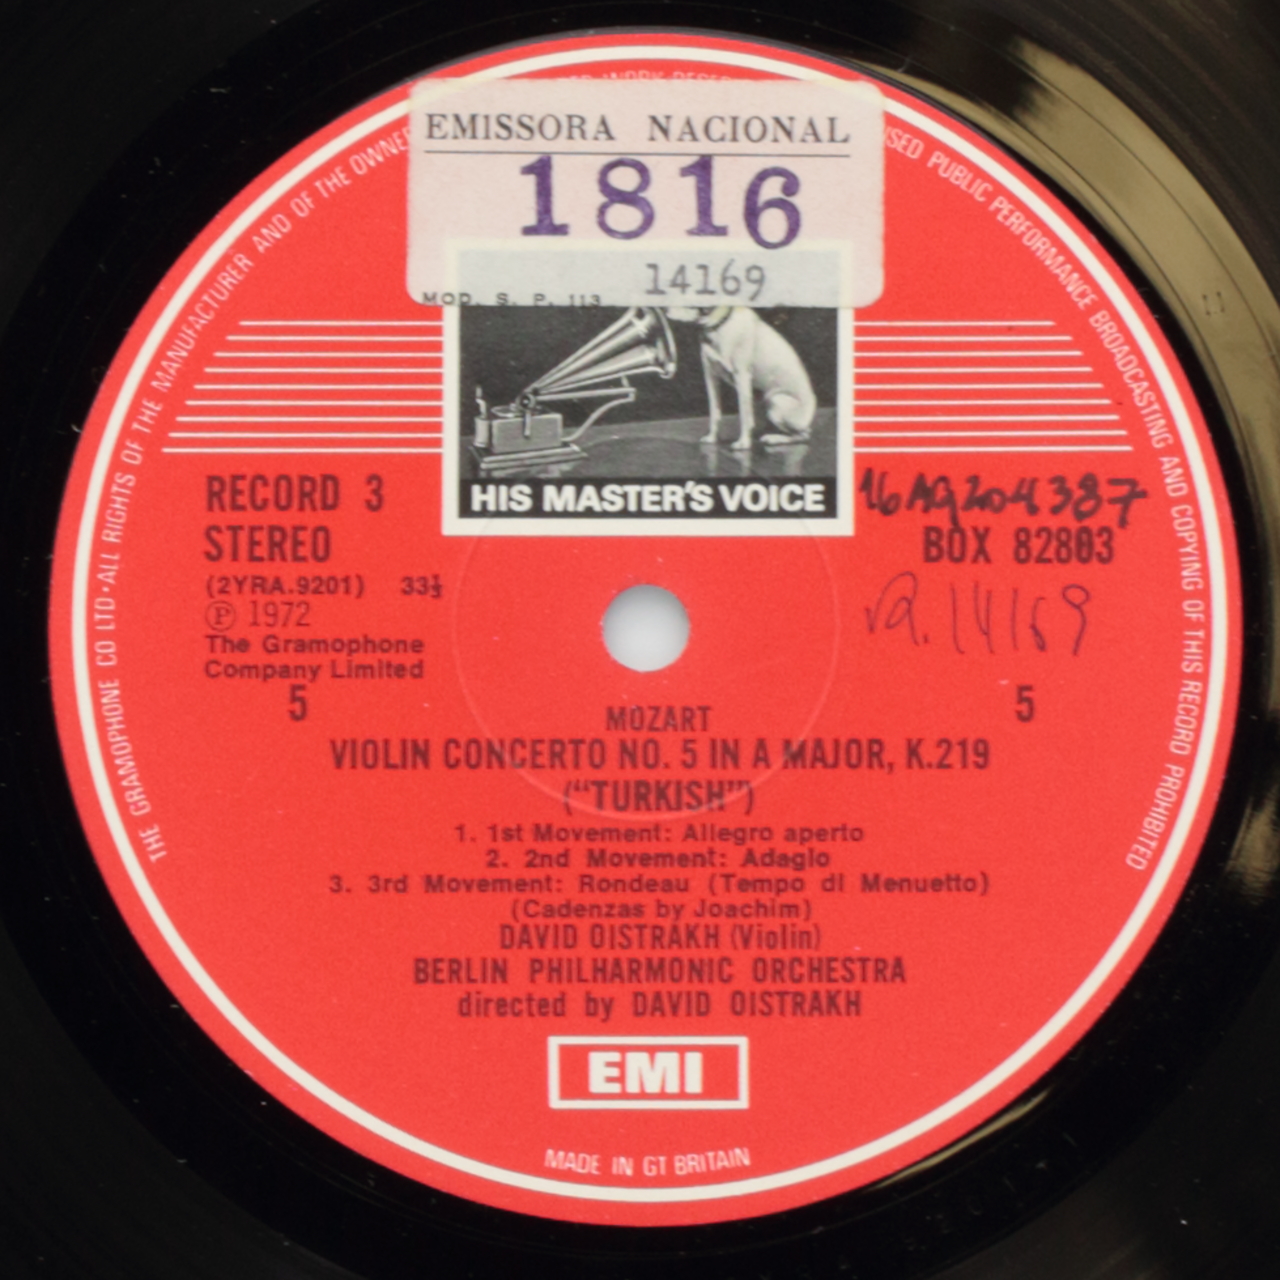 EMISSORA NACIONAL
1816
14169
MOD. S. P. 113
THE GRAMOPHONE CO LTD·ALL RIGHTS OF THE MANUFACTURER AND OF THE OWNER
PUBLIC PERFORMANCE BROADCASTING AND COPYING OF THIS RECORD PROHIBITED
HIS MASTER'S VOICE
RECORD 3
STEREO
(2YRA.9201) 33⅓
Ⓟ 1972
The Gramophone
Company Limited
5
BOX 82803
14169
5
MOZART
VIOLIN CONCERTO NO. 5 IN A MAJOR, K.219
("TURKISH")
1. 1st Movement: Allegro aperto
2. 2nd Movement: Adagio
3. 3rd Movement: Rondeau (Tempo di Menuetto)
(Cadenzas by Joachim)
DAVID OISTRAKH (Violin)
BERLIN PHILHARMONIC ORCHESTRA
directed by DAVID OISTRAKH
EMI
MADE IN GT BRITAIN